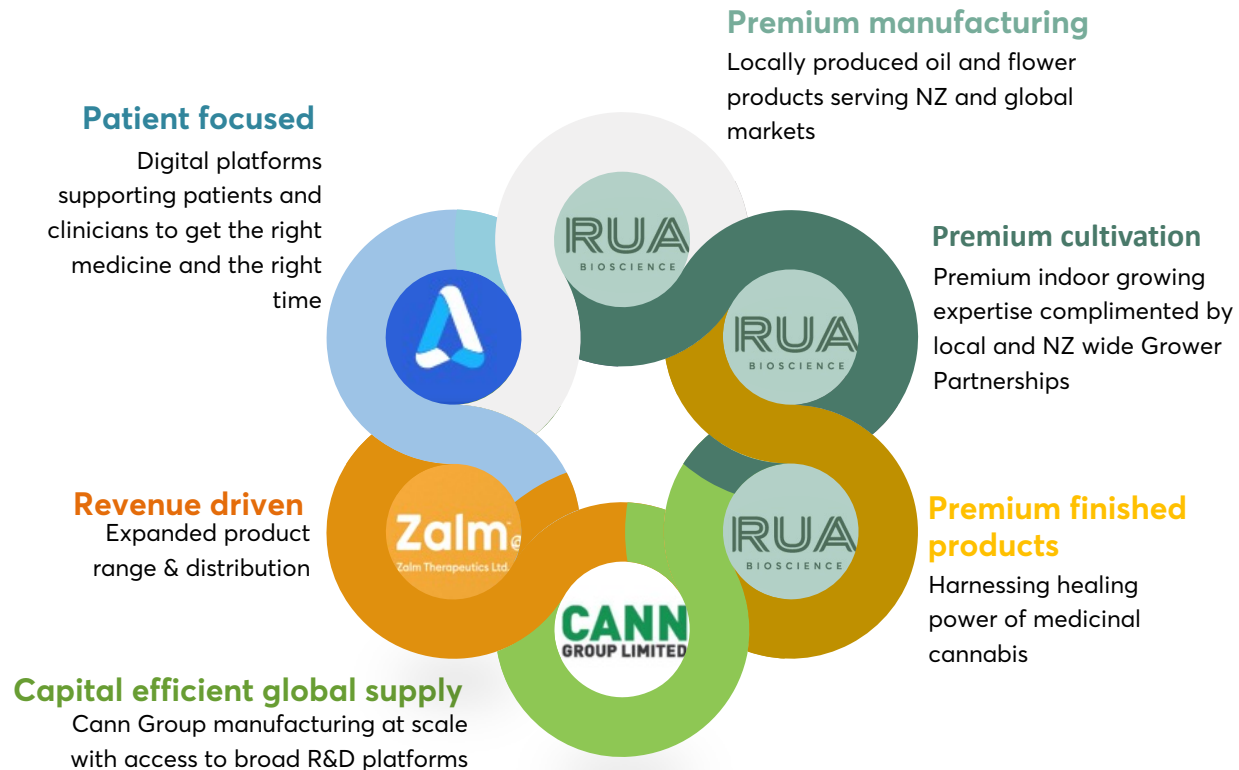 Premium manufacturing
Locally produced oil and flower
products serving NZ and global
markets
Patient focused
Digital platforms
supporting patients and
clinicians to get the right
medicine and the right
time
RUA
BIOSCIENCE
Premium cultivation
Premium indoor growing
expertise complimented by
local and NZ wide Grower
Partnerships
RUA
BIOSCIENCE
Revenue driven
Expanded product
range & distribution
Zalm
Zalm Therapeutics Ltd.
RUA
BIOSCIENCE
Premium finished
products
Harnessing healing
power of medicinal
cannabis
CANN
GROUP LIMITED
Capital efficient global supply
Cann Group manufacturing at scale
with access to broad R&D platforms